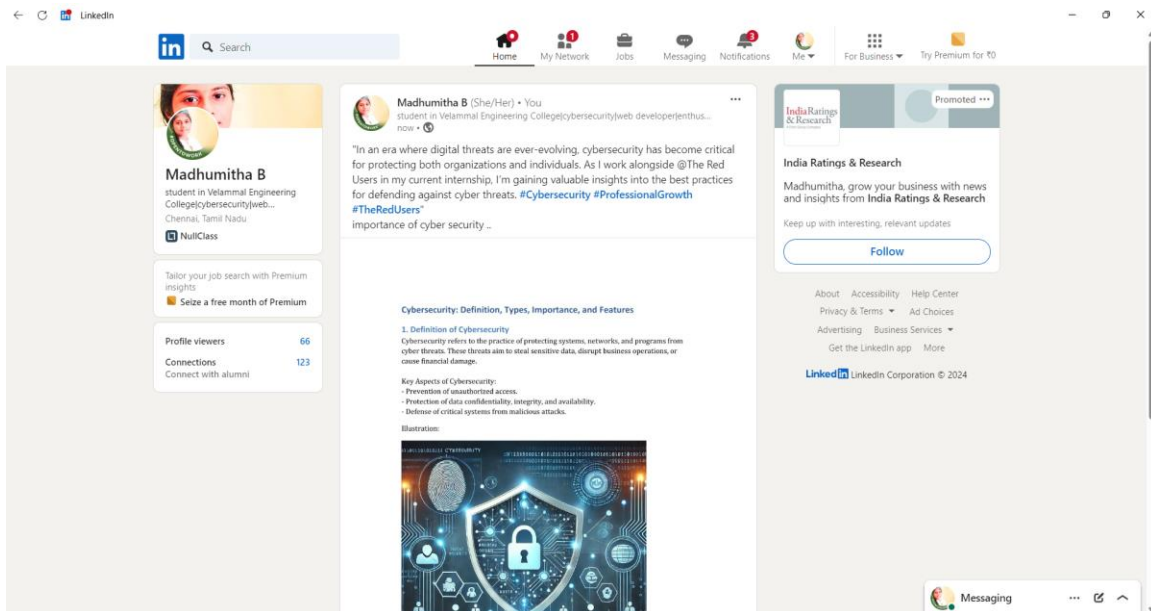 LinkedIn
in
Search
Home
1
My Network
Jobs
Messaging
3
Notifications
Me
For Business
Try Premium for ₹0
Madhumitha B
student in Velammal Engineering
College|cybersecurity|web...
Chennai, Tamil Nadu
NullClass
Tailor your job search with Premium
insights
Seize a free month of Premium
Profile viewers 66
Connections 123
Connect with alumni
Madhumitha B (She/Her) • You
student in Velammal Engineering College|cybersecurity|web developer|enthus...
now •
"In an era where digital threats are ever-evolving, cybersecurity has become critical
for protecting both organizations and individuals. As I work alongside @The Red
Users in my current internship, I'm gaining valuable insights into the best practices
for defending against cyber threats. #Cybersecurity #ProfessionalGrowth
#TheRedUsers"
importance of cyber security ..
Cybersecurity: Definition, Types, Importance, and Features
1. Definition of Cybersecurity
Cybersecurity refers to the practice of protecting systems, networks, and programs from
cyber threats. These threats aim to steal sensitive data, disrupt business operations, or
cause financial damage.
Key Aspects of Cybersecurity:
- Prevention of unauthorized access.
- Protection of data confidentiality, integrity, and availability.
- Defense of critical systems from malicious attacks.
Illustration:
IndiaRatings
& Research
Promoted
India Ratings & Research
Madhumitha, grow your business with news
and insights from India Ratings & Research
Keep up with interesting, relevant updates
Follow
About Accessibility Help Center
Privacy & Terms Ad Choices
Advertising Business Services
Get the LinkedIn app More
LinkedIn LinkedIn Corporation © 2024
Messaging